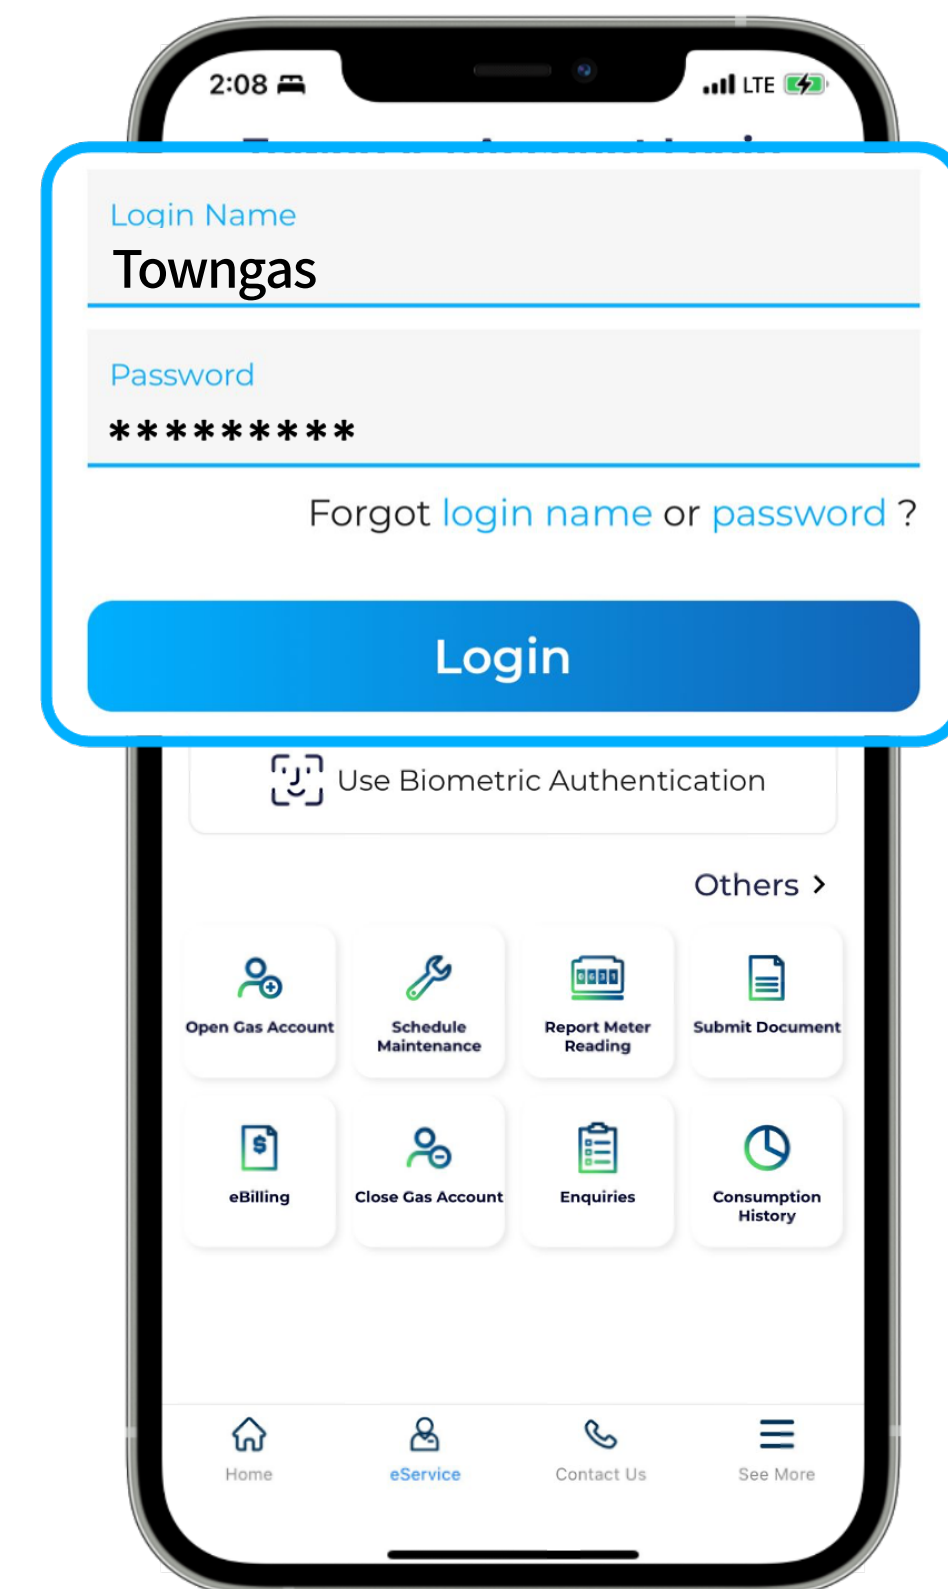 2:08
LTE
Login Name
Towngas
Password
*********
Forgot login name or password ?
Login
Use Biometric Authentication
Others >
Open Gas Account
Schedule
Maintenance
Report Meter
Reading
Submit Document
eBilling
Close Gas Account
Enquiries
Consumption
History
Home
eService
Contact Us
See More